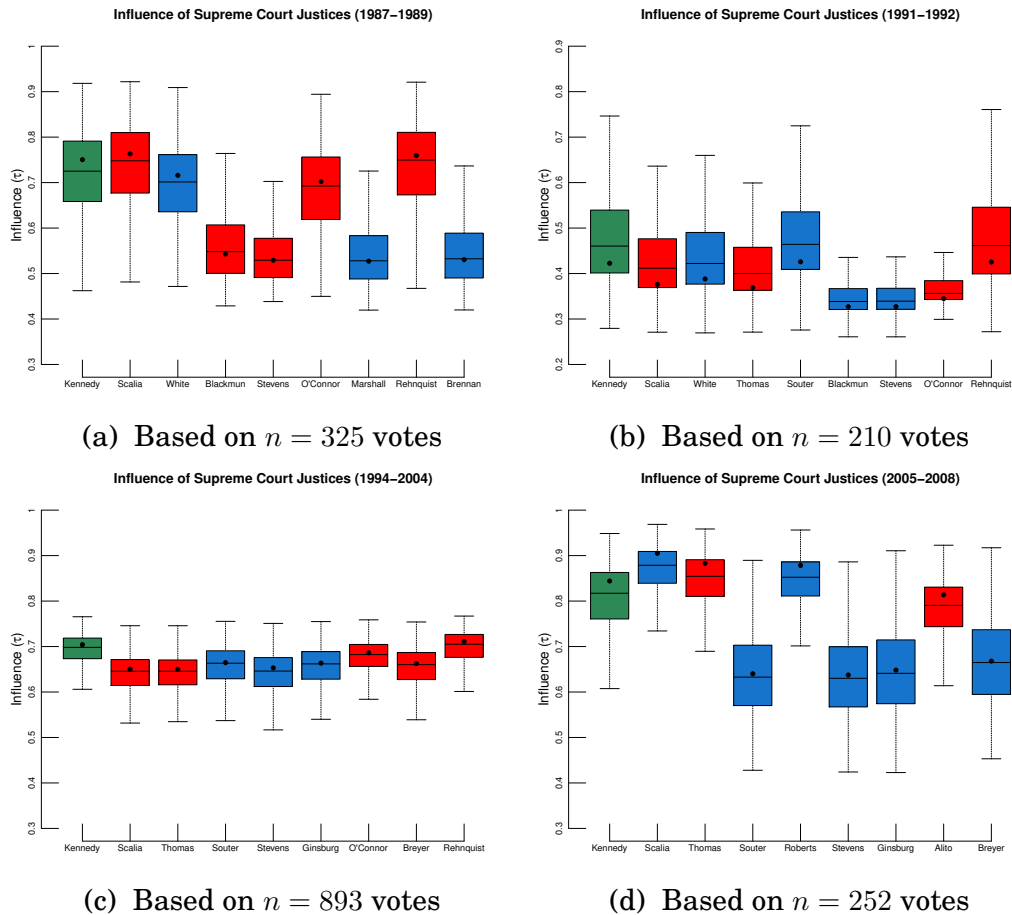 Influence of Supreme Court Justices (1987−1989)
Influence (τ)
1
0.9
0.8
0.7
0.6
0.5
0.4
0.3
Kennedy Scalia White Blackmun Stevens O'Connor Marshall Rehnquist Brennan
(a) Based on n = 325 votes
Influence of Supreme Court Justices (1991−1992)
Influence (τ)
1
0.9
0.8
0.7
0.6
0.5
0.4
0.3
0.2
Kennedy Scalia White Thomas Souter Blackmun Stevens O'Connor Rehnquist
(b) Based on n = 210 votes
Influence of Supreme Court Justices (1994−2004)
Influence (τ)
1
0.9
0.8
0.7
0.6
0.5
0.4
0.3
Kennedy Scalia Thomas Souter Stevens Ginsburg O'Connor Breyer Rehnquist
(c) Based on n = 893 votes
Influence of Supreme Court Justices (2005−2008)
Influence (τ)
1
0.9
0.8
0.7
0.6
0.5
0.4
0.3
Kennedy Scalia Thomas Souter Roberts Stevens Ginsburg Alito Breyer
(d) Based on n = 252 votes